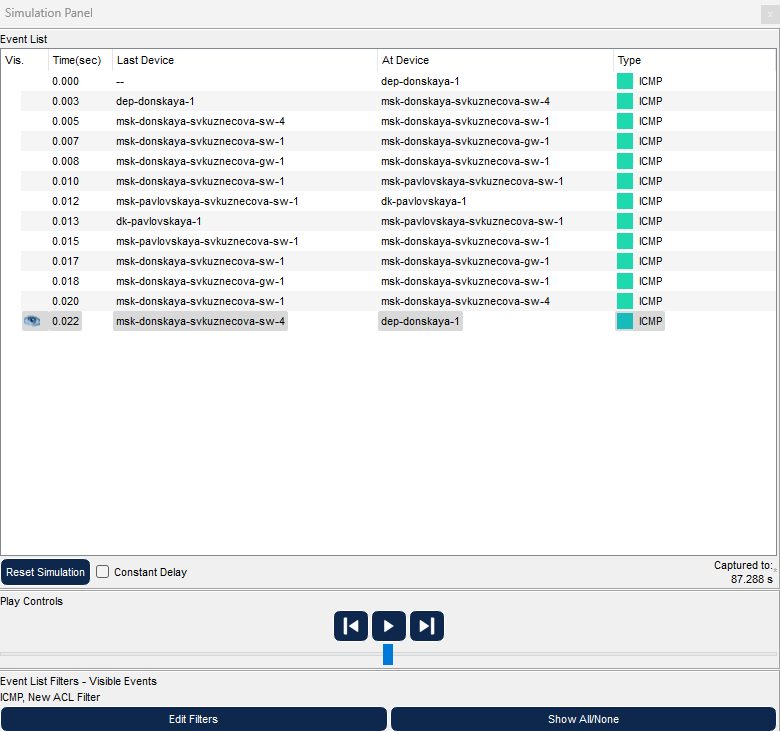 Simulation Panel
Event List
Vis. Time(sec) Last Device At Device Type
0.000 -- dep-donskaya-1 ICMP
0.003 dep-donskaya-1 msk-donskaya-svkuznecova-sw-4 ICMP
0.005 msk-donskaya-svkuznecova-sw-4 msk-donskaya-svkuznecova-sw-1 ICMP
0.007 msk-donskaya-svkuznecova-sw-1 msk-donskaya-svkuznecova-gw-1 ICMP
0.008 msk-donskaya-svkuznecova-gw-1 msk-donskaya-svkuznecova-sw-1 ICMP
0.010 msk-donskaya-svkuznecova-sw-1 msk-pavlovskaya-svkuznecova-sw-1 ICMP
0.012 msk-pavlovskaya-svkuznecova-sw-1 dk-pavlovskaya-1 ICMP
0.013 dk-pavlovskaya-1 msk-pavlovskaya-svkuznecova-sw-1 ICMP
0.015 msk-pavlovskaya-svkuznecova-sw-1 msk-donskaya-svkuznecova-sw-1 ICMP
0.017 msk-donskaya-svkuznecova-sw-1 msk-donskaya-svkuznecova-gw-1 ICMP
0.018 msk-donskaya-svkuznecova-gw-1 msk-donskaya-svkuznecova-sw-1 ICMP
0.020 msk-donskaya-svkuznecova-sw-1 msk-donskaya-svkuznecova-sw-4 ICMP
0.022 msk-donskaya-svkuznecova-sw-4 dep-donskaya-1 ICMP
Reset Simulation Constant Delay Captured to:
87.288 s
Play Controls
Event List Filters - Visible Events
ICMP, New ACL Filter
Edit Filters Show All/None